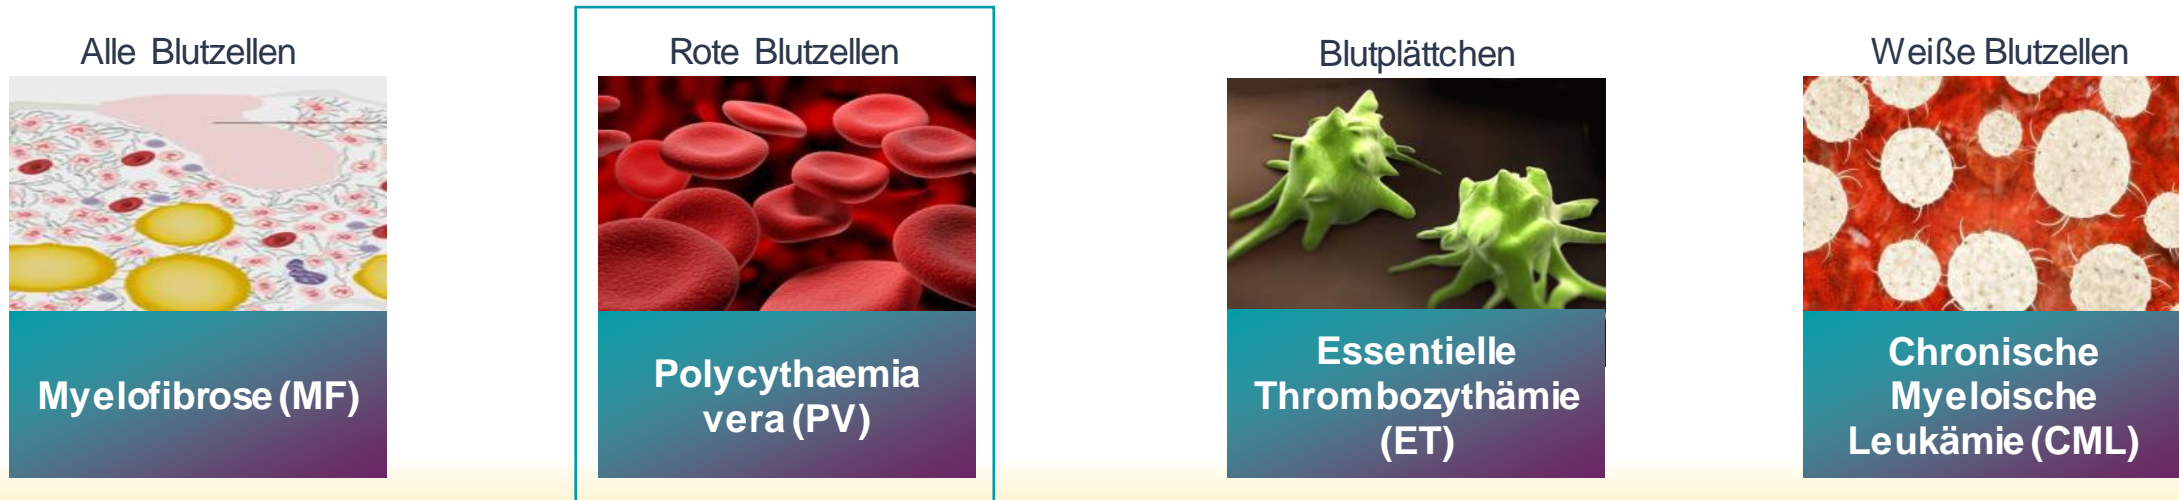 Alle Blutzellen
Myelofibrose (MF)
Rote Blutzellen
Polycythaemia
vera (PV)
Blutplättchen
Essentielle
Thrombozythämie
(ET)
Weiße Blutzellen
Chronische
Myeloische
Leukämie (CML)